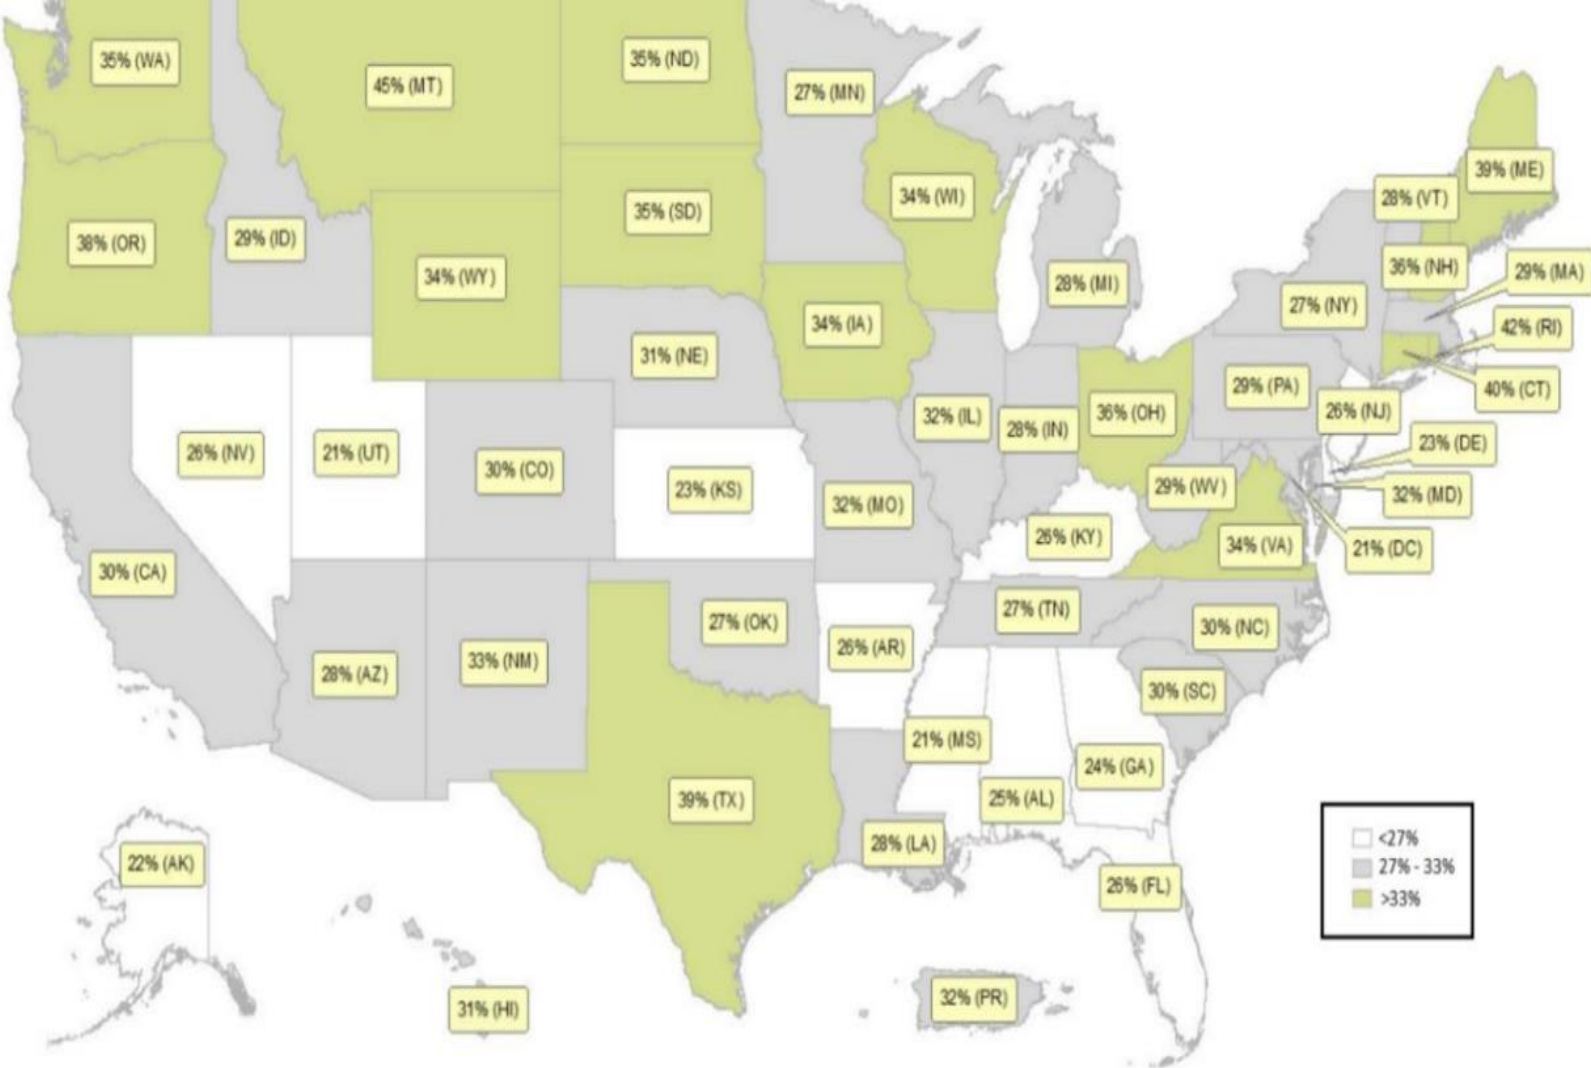 35% (WA)
45% (MT)
35% (ND)
27% (MN)
39% (ME)
28% (VT)
34% (WI)
35% (SD)
38% (OR)
29% (ID)
34% (WY)
28% (MI)
36% (NH)
29% (MA)
27% (NY)
42% (RI)
34% (IA)
31% (NE)
29% (PA)
40% (CT)
26% (NJ)
36% (OH)
32% (IL)
28% (IN)
23% (DE)
26% (NV)
21% (UT)
30% (CO)
23% (KS)
32% (MO)
29% (WV)
32% (MD)
26% (KY)
34% (VA)
21% (DC)
30% (CA)
27% (OK)
27% (TN)
30% (NC)
26% (AR)
28% (AZ)
33% (NM)
30% (SC)
21% (MS)
24% (GA)
39% (TX)
25% (AL)
28% (LA)
22% (AK)
26% (FL)
31% (HI)
32% (PR)
<27%
27% - 33%
>33%